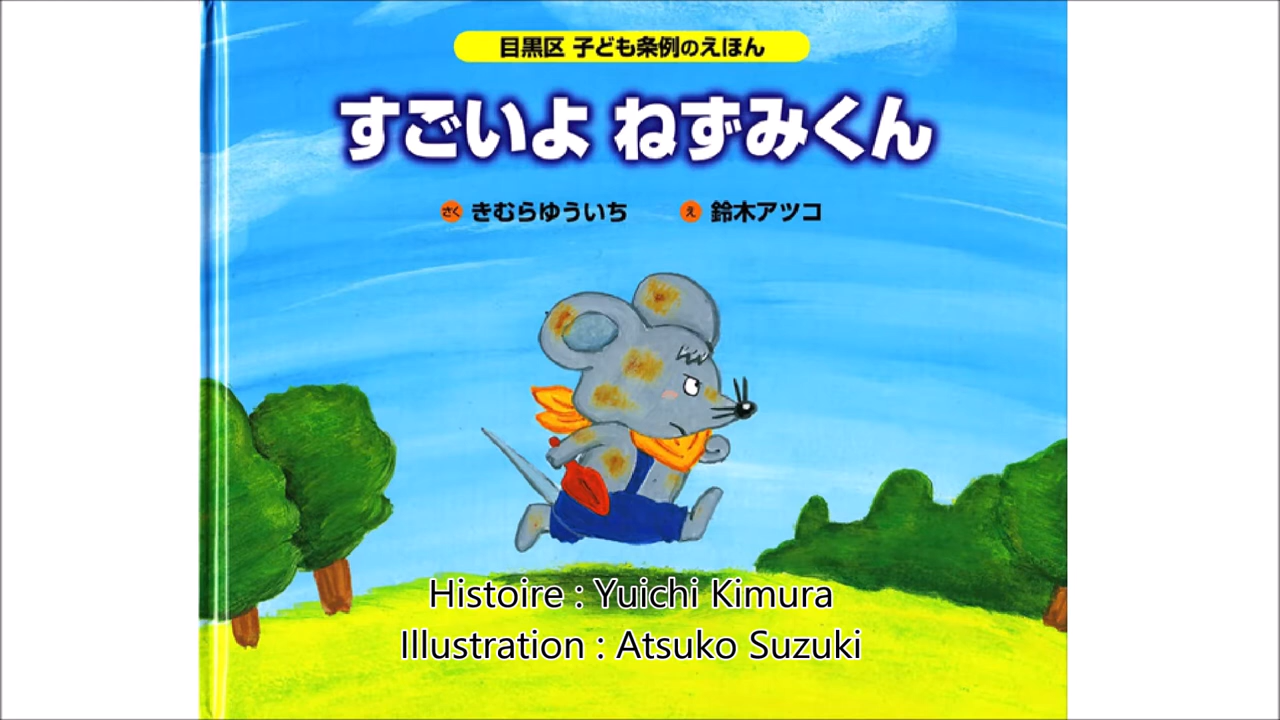 目黒区 子ども条例のえほん
すごいよ ねずみくん
さく きむらゆういち え 鈴木アツコ
Histoire : Yuichi Kimura
Illustration : Atsuko Suzuki